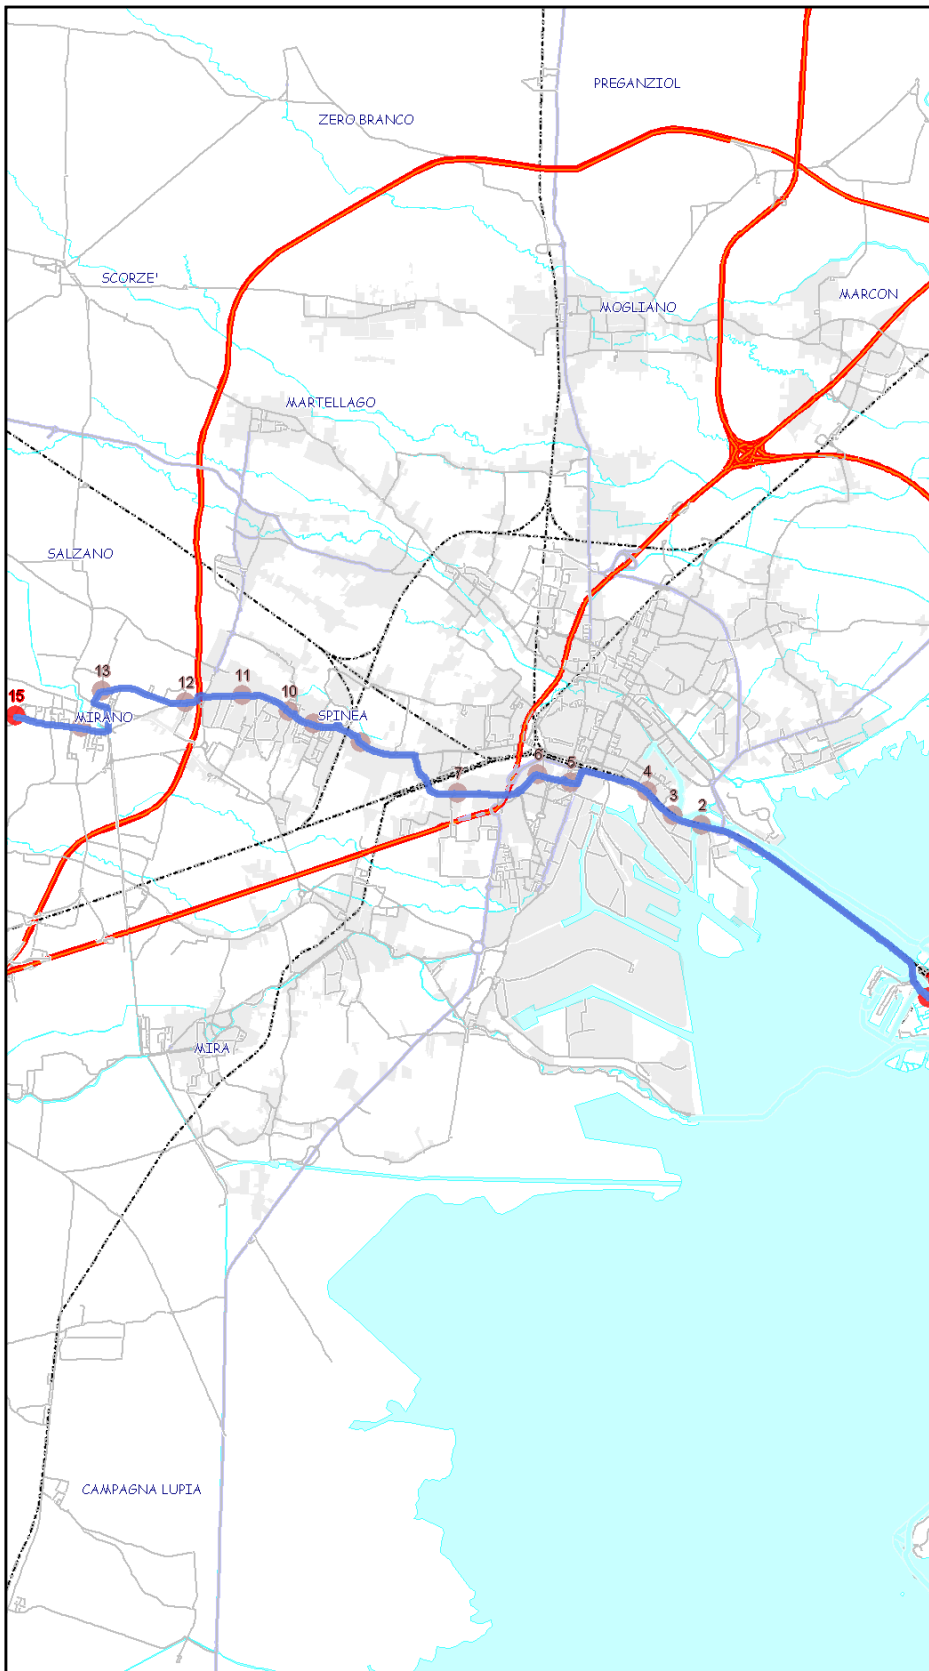 PREGANZIOL
ZERO BRANCO
SCORZE'
MARCON
MOGLIANO
MARTELLAGO
SALZANO
13
11
12
15
10
MIRANO
SPINEA
6
7
5
4
3
2
MIRA
CAMPAGNA LUPIA